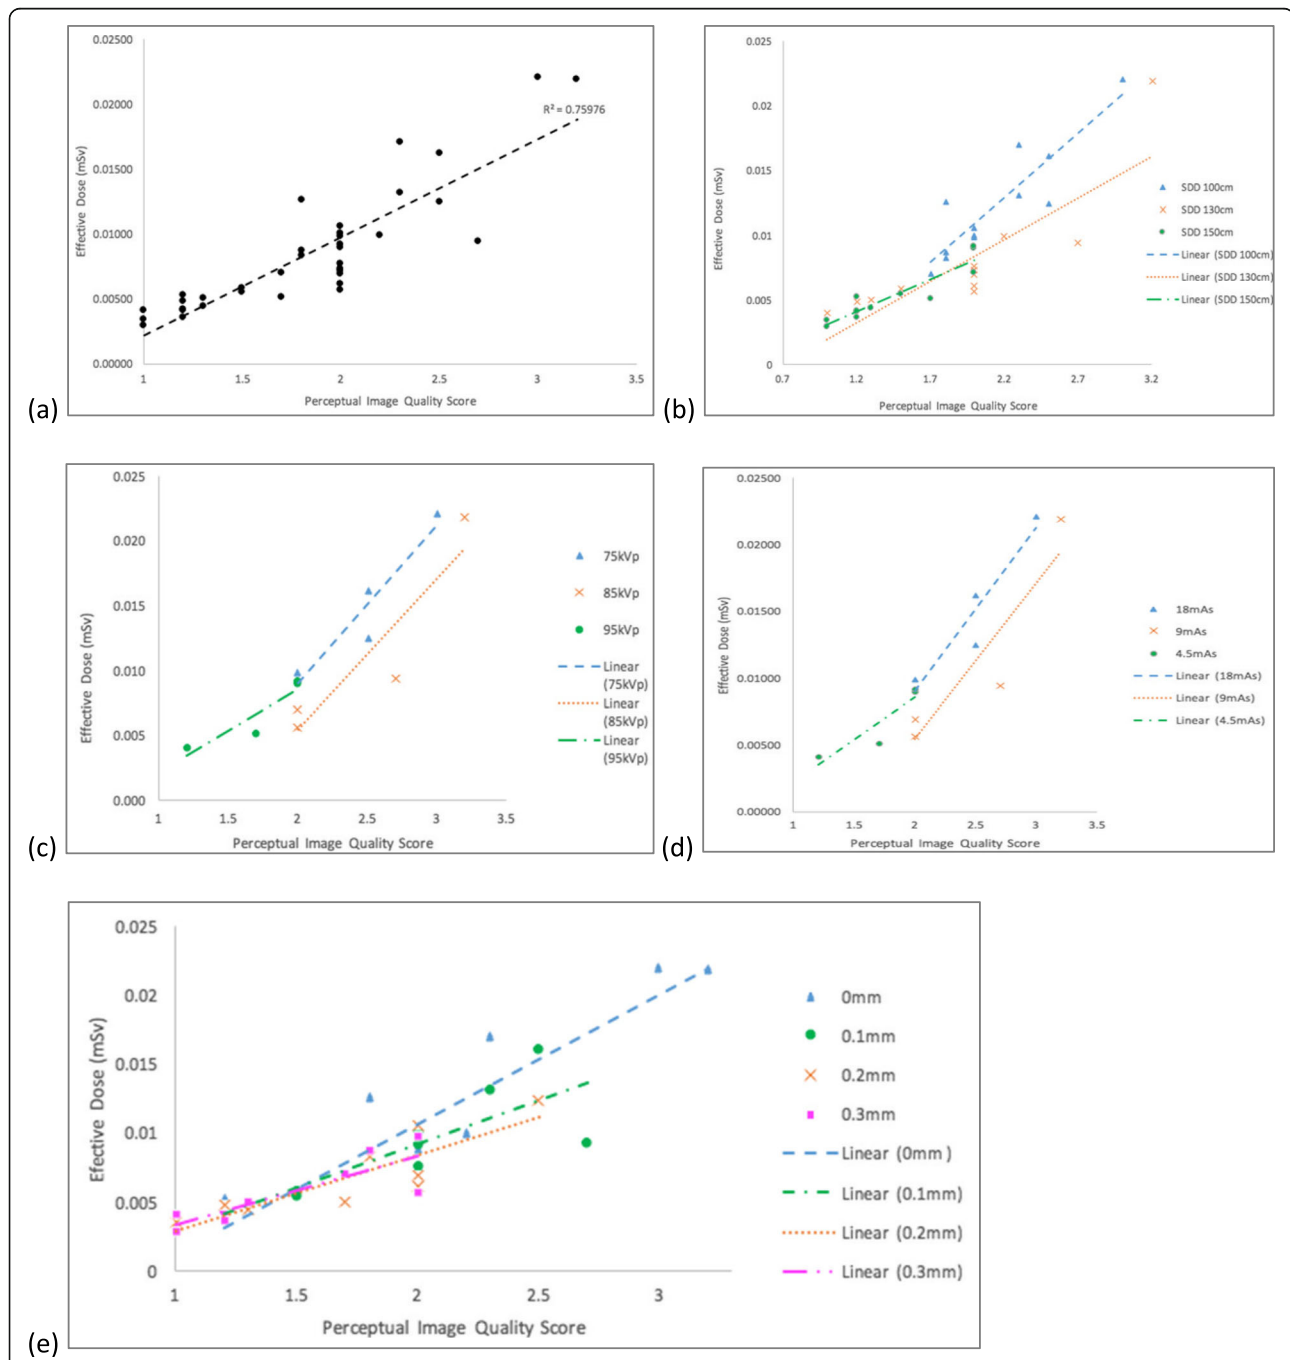 0.02500
0.02000
0.01500
0.01000
0.00500
0.00000
Effective Dose (mSv)
R² = 0.75976
1 1.5 2 2.5 3 3.5
Perceptual Image Quality Score
(a)
0.025
0.02
0.015
0.01
0.005
0
Effective Dose (mSv)
SDD 100cm
SDD 130cm
SDD 150cm
Linear (SDD 100cm)
Linear (SDD 130cm)
Linear (SDD 150cm)
0.7 1.2 1.7 2.2 2.7 3.2
Perceptual Image Quality Score
(b)
0.025
0.020
0.015
0.010
0.005
0.000
Effective Dose (mSv)
75kVp
85kVp
95kVp
Linear
(75kVp)
Linear
(85kVp)
Linear
(95kVp)
1 1.5 2 2.5 3 3.5
Perceptual Image Quality Score
(c)
0.02500
0.02000
0.01500
0.01000
0.00500
0.00000
Effective Dose (mSv)
18mAs
9mAs
4.5mAs
Linear (18mAs)
Linear (9mAs)
Linear (4.5mAs)
1 1.5 2 2.5 3 3.5
Perceptual Image Quality Score
(d)
0.025
0.02
0.015
0.01
0.005
0
Effective Dose (mSv)
0mm
0.1mm
0.2mm
0.3mm
Linear (0mm )
Linear (0.1mm)
Linear (0.2mm)
Linear (0.3mm)
1 1.5 2 2.5 3
Perceptual Image Quality Score
(e)